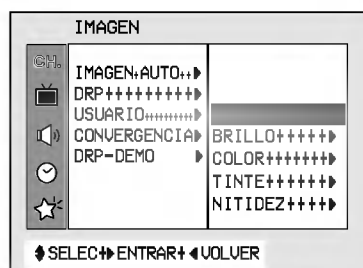 IMAGEN
CH.
IMAGEN AUTO
DRP
USUARIO
CONVERGENCIA
DRP-DEMO
BRILLO
COLOR
TINTE
NITIDEZ
SELEC ENTRAR VOLVER